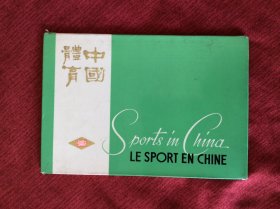 中國
體育
Sports in China
LE SPORT EN CHINE